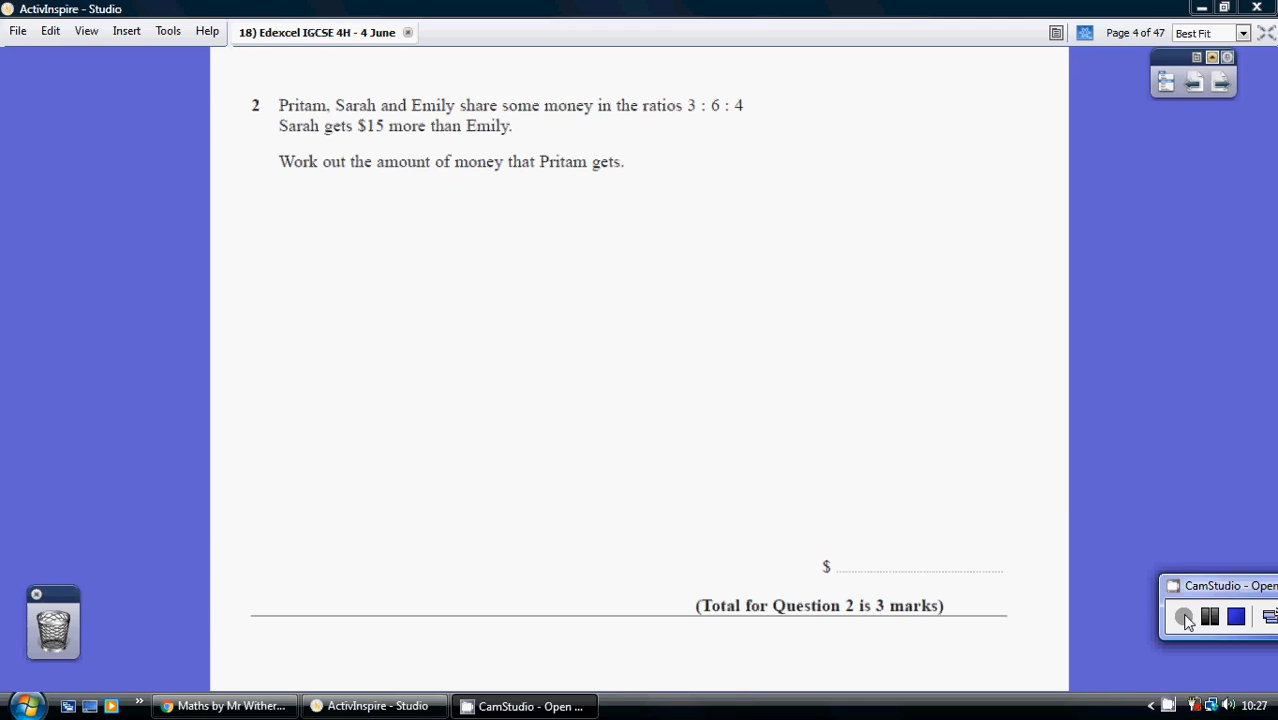 ActivInspire - Studio
File Edit View Insert Tools Help
18) Edexcel IGCSE 4H - 4 June
Page 4 of 47
Best Fit
2 Pritam, Sarah and Emily share some money in the ratios 3 : 6 : 4
Sarah gets $15 more than Emily.
Work out the amount of money that Pritam gets.
$
(Total for Question 2 is 3 marks)
CamStudio - Open
Maths by Mr Wither...
ActivInspire - Studio
CamStudio - Open ...
10:27